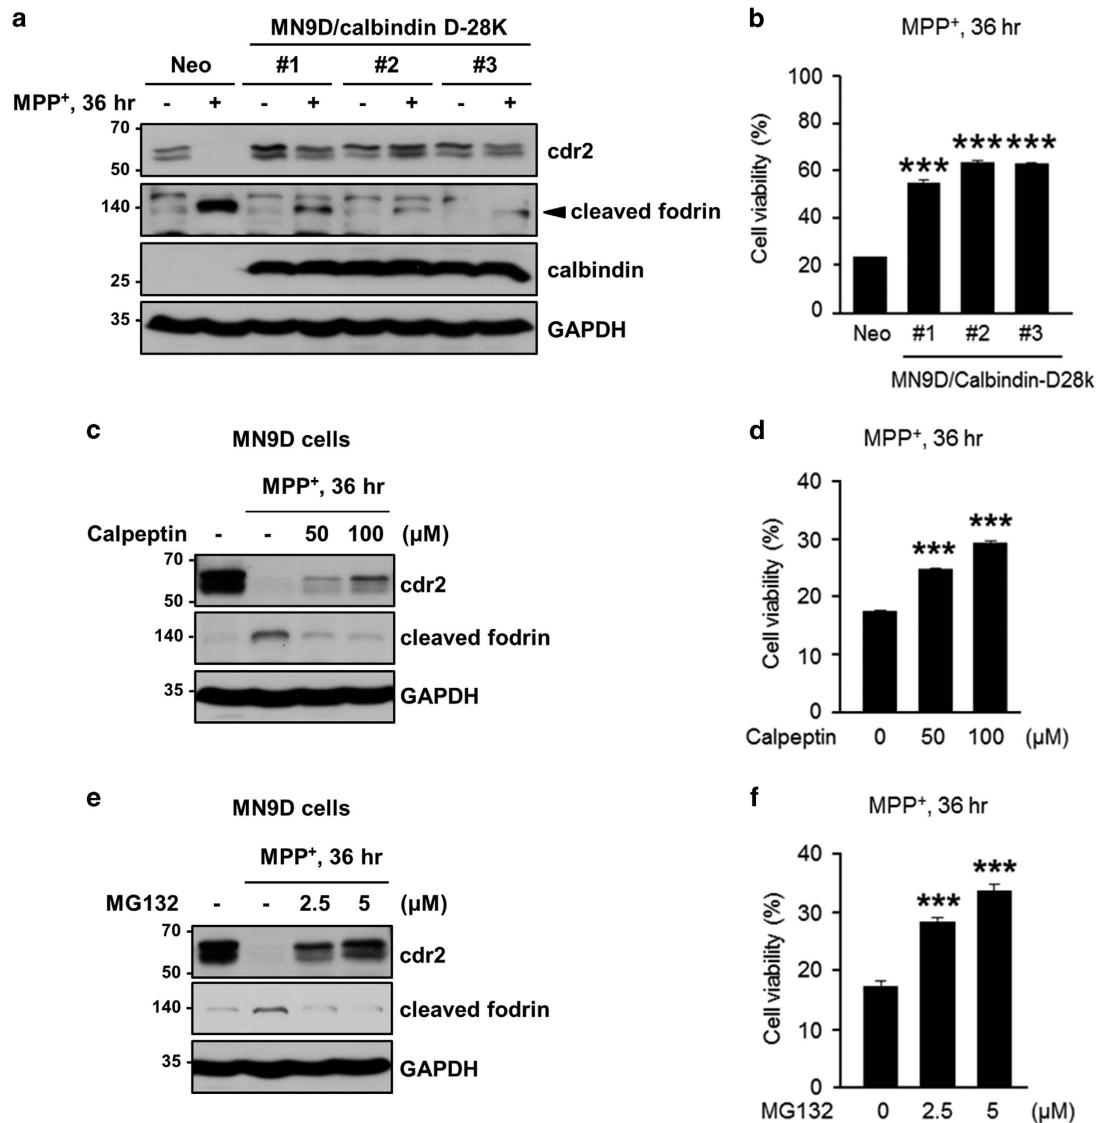 a
MN9D/calbindin D-28K
Neo #1 #2 #3
MPP+, 36 hr - + - + - + - +
70
50
cdr2
140
cleaved fodrin
25
calbindin
35
GAPDH
b
MPP+, 36 hr
Cell viability (%)
100
80
60
40
20
0
*** *** ***
Neo #1 #2 #3
MN9D/Calbindin-D28k
c
MN9D cells
MPP+, 36 hr
Calpeptin - - 50 100 (µM)
70
50
cdr2
140
cleaved fodrin
35
GAPDH
d
MPP+, 36 hr
Cell viability (%)
40
30
20
10
0
*** ***
Calpeptin 0 50 100 (µM)
e
MN9D cells
MPP+, 36 hr
MG132 - - 2.5 5 (µM)
70
50
cdr2
140
cleaved fodrin
35
GAPDH
f
MPP+, 36 hr
Cell viability (%)
40
30
20
10
0
*** ***
MG132 0 2.5 5 (µM)